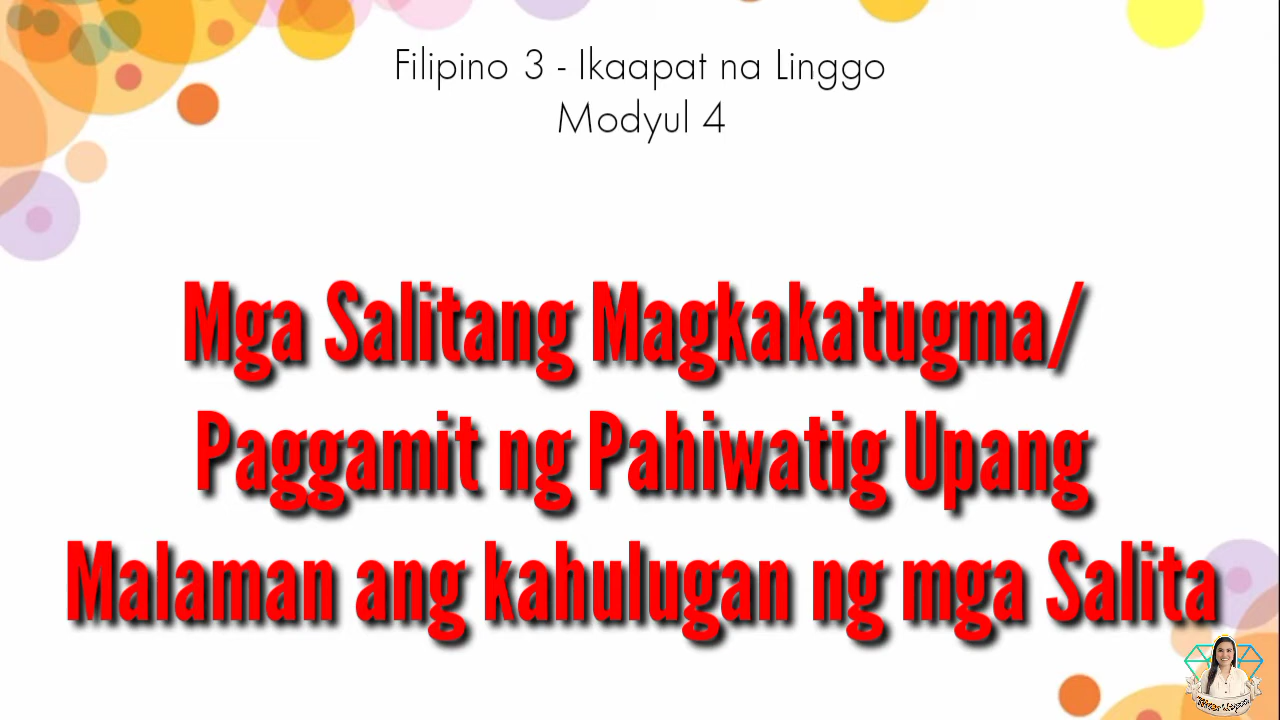 Filipino 3 - Ikaapat na Linggo
Modyul 4
Mga Salitang Magkakatugma/
Paggamit ng Pahiwatig Upang
Malaman ang kahulugan ng mga Salita